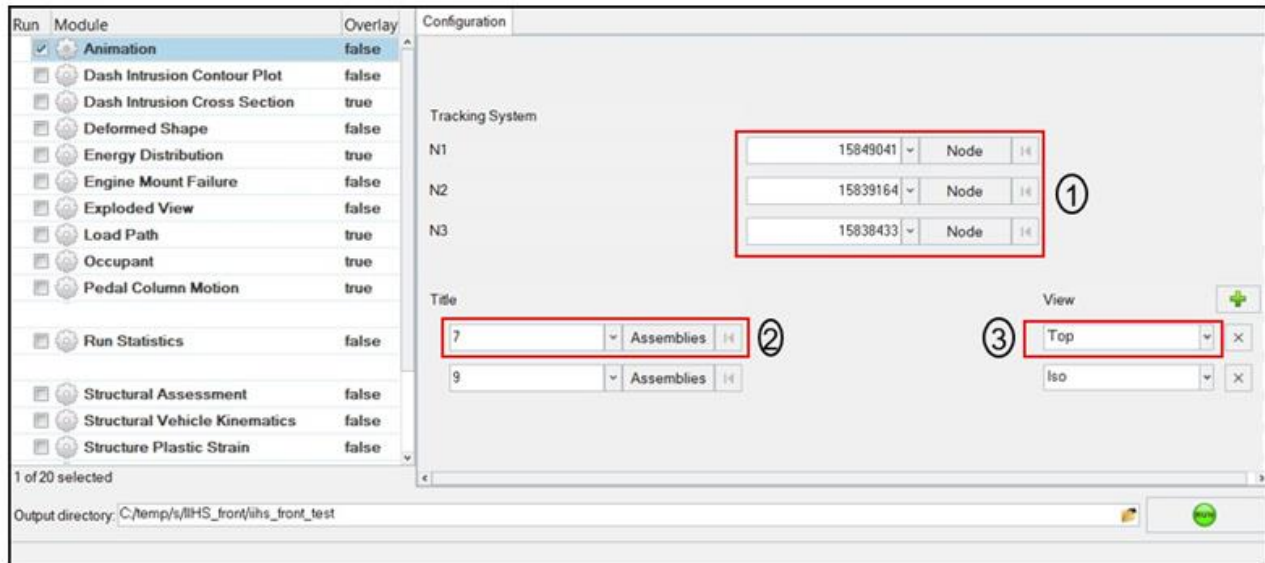 Run Module Overlay
Animation false
Dash Intrusion Contour Plot false
Dash Intrusion Cross Section true
Deformed Shape false
Energy Distribution true
Engine Mount Failure false
Exploded View false
Load Path true
Occupant true
Pedal Column Motion true
Run Statistics false
Structural Assessment false
Structural Vehicle Kinematics false
Structure Plastic Strain false
1 of 20 selected
Configuration
Tracking System
N1 15849041 Node
N2 15839164 Node
N3 15838433 Node
1
Title View
7 Assemblies 2 3 Top
9 Assemblies Iso
Output directory: C:/temp/s/IIHS_front/iihs_front_test
RUN